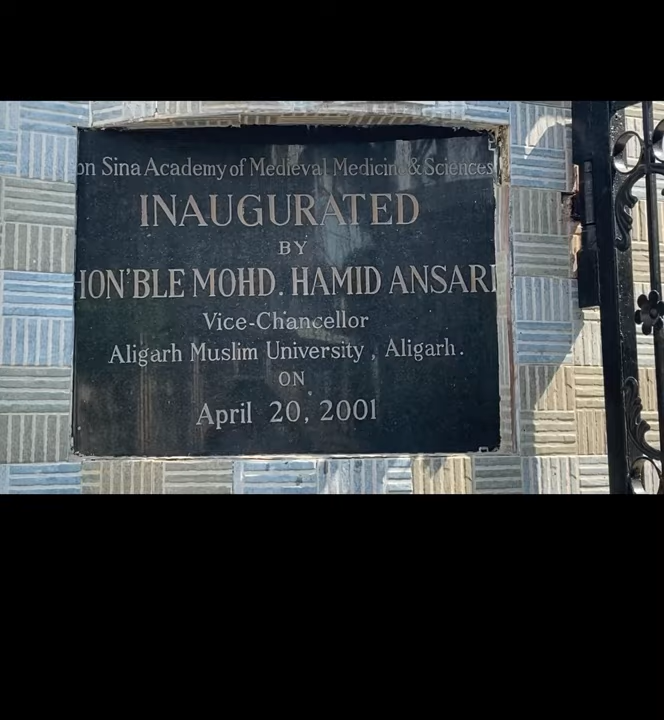 on Sina Academy of Medieval Medicine & Sciences
INAUGURATED
BY
HON'BLE MOHD. HAMID ANSARI
Vice-Chancellor
Aligarh Muslim University, Aligarh.
ON
April 20, 2001